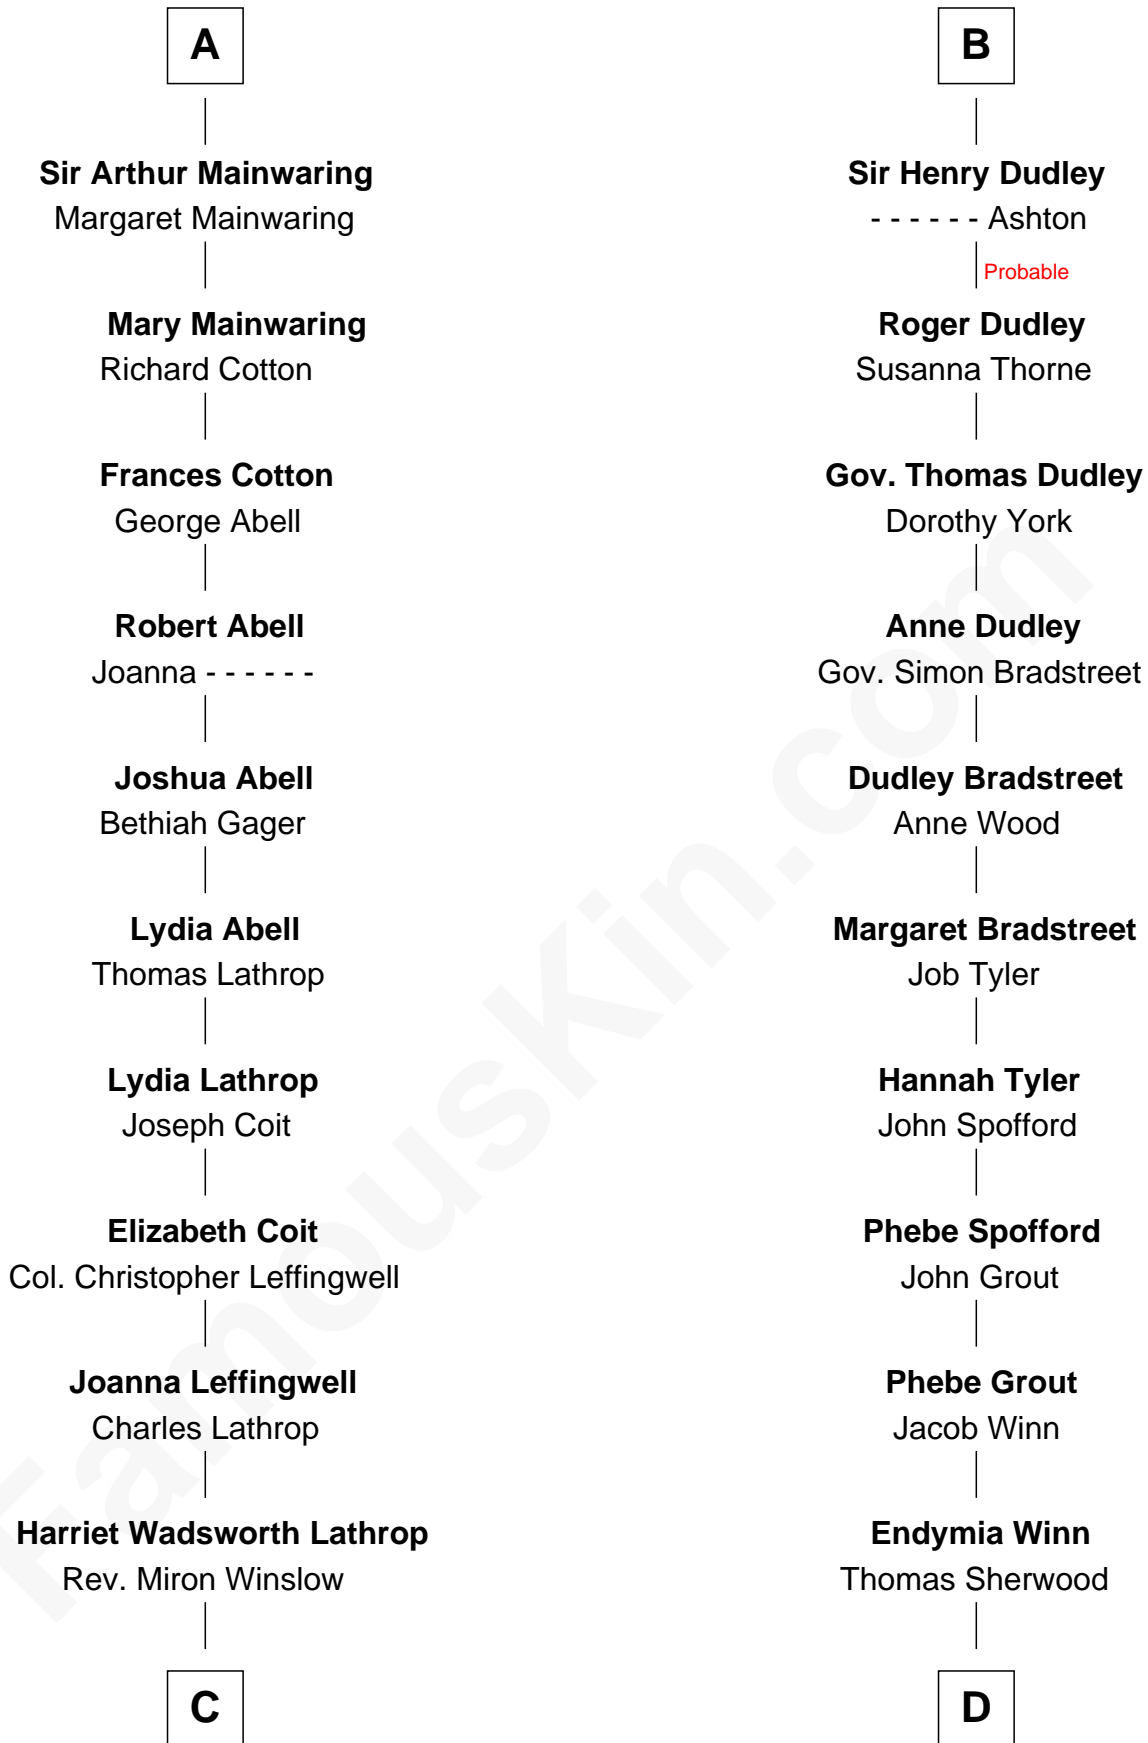 A
Sir Arthur Mainwaring
Margaret Mainwaring
Mary Mainwaring
Richard Cotton
Frances Cotton
George Abell
Robert Abell
Joanna - - - - - -
Joshua Abell
Bethiah Gager
Lydia Abell
Thomas Lathrop
Lydia Lathrop
Joseph Coit
Elizabeth Coit
Col. Christopher Leffingwell
Joanna Leffingwell
Charles Lathrop
Harriet Wadsworth Lathrop
Rev. Miron Winslow
C
B
Sir Henry Dudley
- - - - - - Ashton
Probable
Roger Dudley
Susanna Thorne
Gov. Thomas Dudley
Dorothy York
Anne Dudley
Gov. Simon Bradstreet
Dudley Bradstreet
Anne Wood
Margaret Bradstreet
Job Tyler
Hannah Tyler
John Spofford
Phebe Spofford
John Grout
Phebe Grout
Jacob Winn
Endymia Winn
Thomas Sherwood
D
FamousKin.com